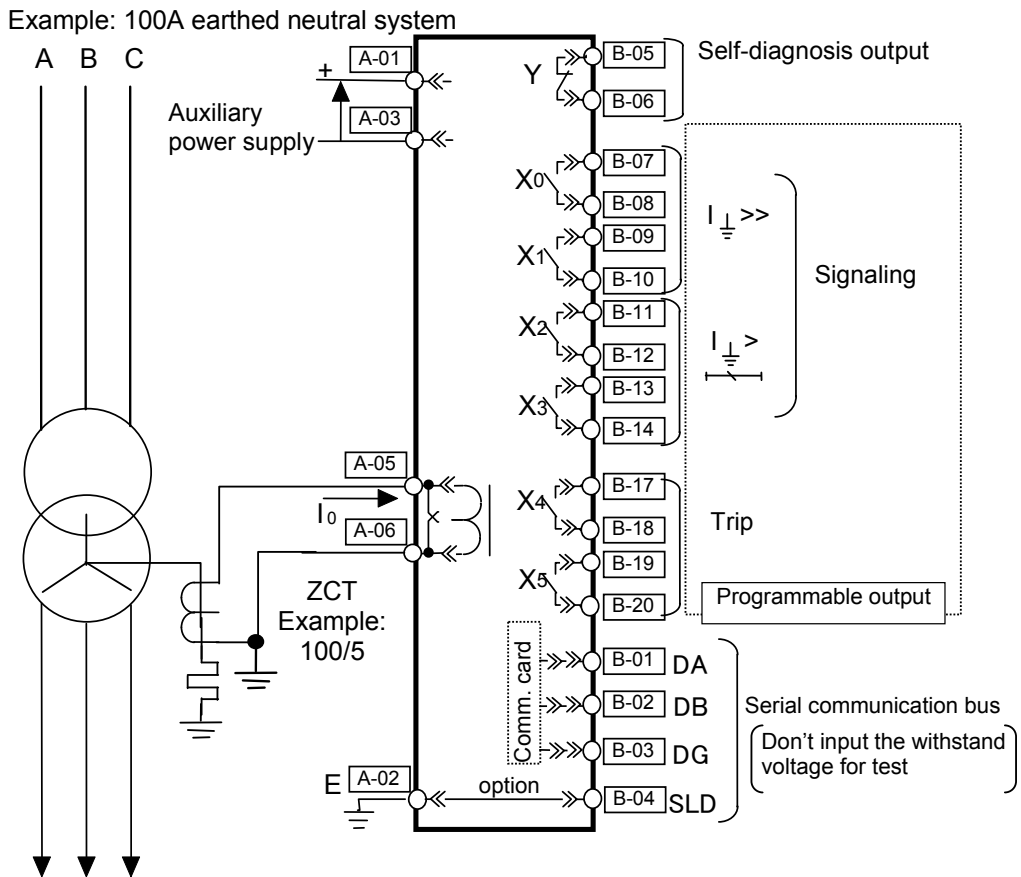 Example: 100A earthed neutral system
A B C
A-01
+
A-03
Auxiliary
power supply
Y
B-05
B-06
Self-diagnosis output
X0
B-07
B-08
X1
B-09
B-10
X2
B-11
B-12
X3
B-13
B-14
I >>
I >
Signaling
A-05
I0
A-06
X4
B-17
B-18
X5
B-19
B-20
Trip
Programmable output
ZCT
Example:
100/5
Comm. card
B-01 DA
B-02 DB
B-03 DG
B-04 SLD
Serial communication bus
Don't input the withstand
voltage for test
E A-02
option